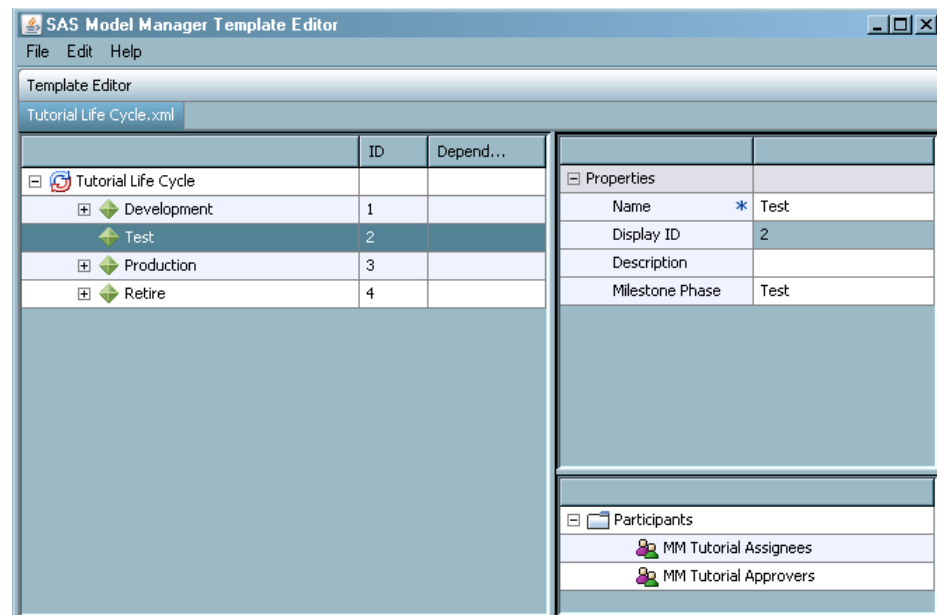 SAS Model Manager Template Editor
File Edit Help
Template Editor
Tutorial Life Cycle.xml
ID Depend...
Tutorial Life Cycle
Development 1
Test 2
Production 3
Retire 4
Properties
Name * Test
Display ID 2
Description
Milestone Phase Test
Participants
MM Tutorial Assignees
MM Tutorial Approvers